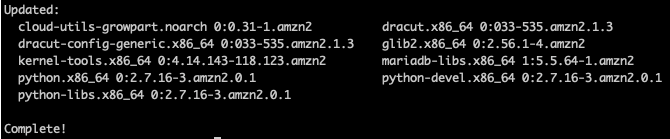 Updated:
cloud-utils-growpart.noarch 0:0.31-1.amzn2 dracut.x86_64 0:033-535.amzn2.1.3
dracut-config-generic.x86_64 0:033-535.amzn2.1.3 glib2.x86_64 0:2.56.1-4.amzn2
kernel-tools.x86_64 0:4.14.143-118.123.amzn2 mariadb-libs.x86_64 1:5.5.64-1.amzn2
python.x86_64 0:2.7.16-3.amzn2.0.1 python-devel.x86_64 0:2.7.16-3.amzn2.0.1
python-libs.x86_64 0:2.7.16-3.amzn2.0.1
Complete!